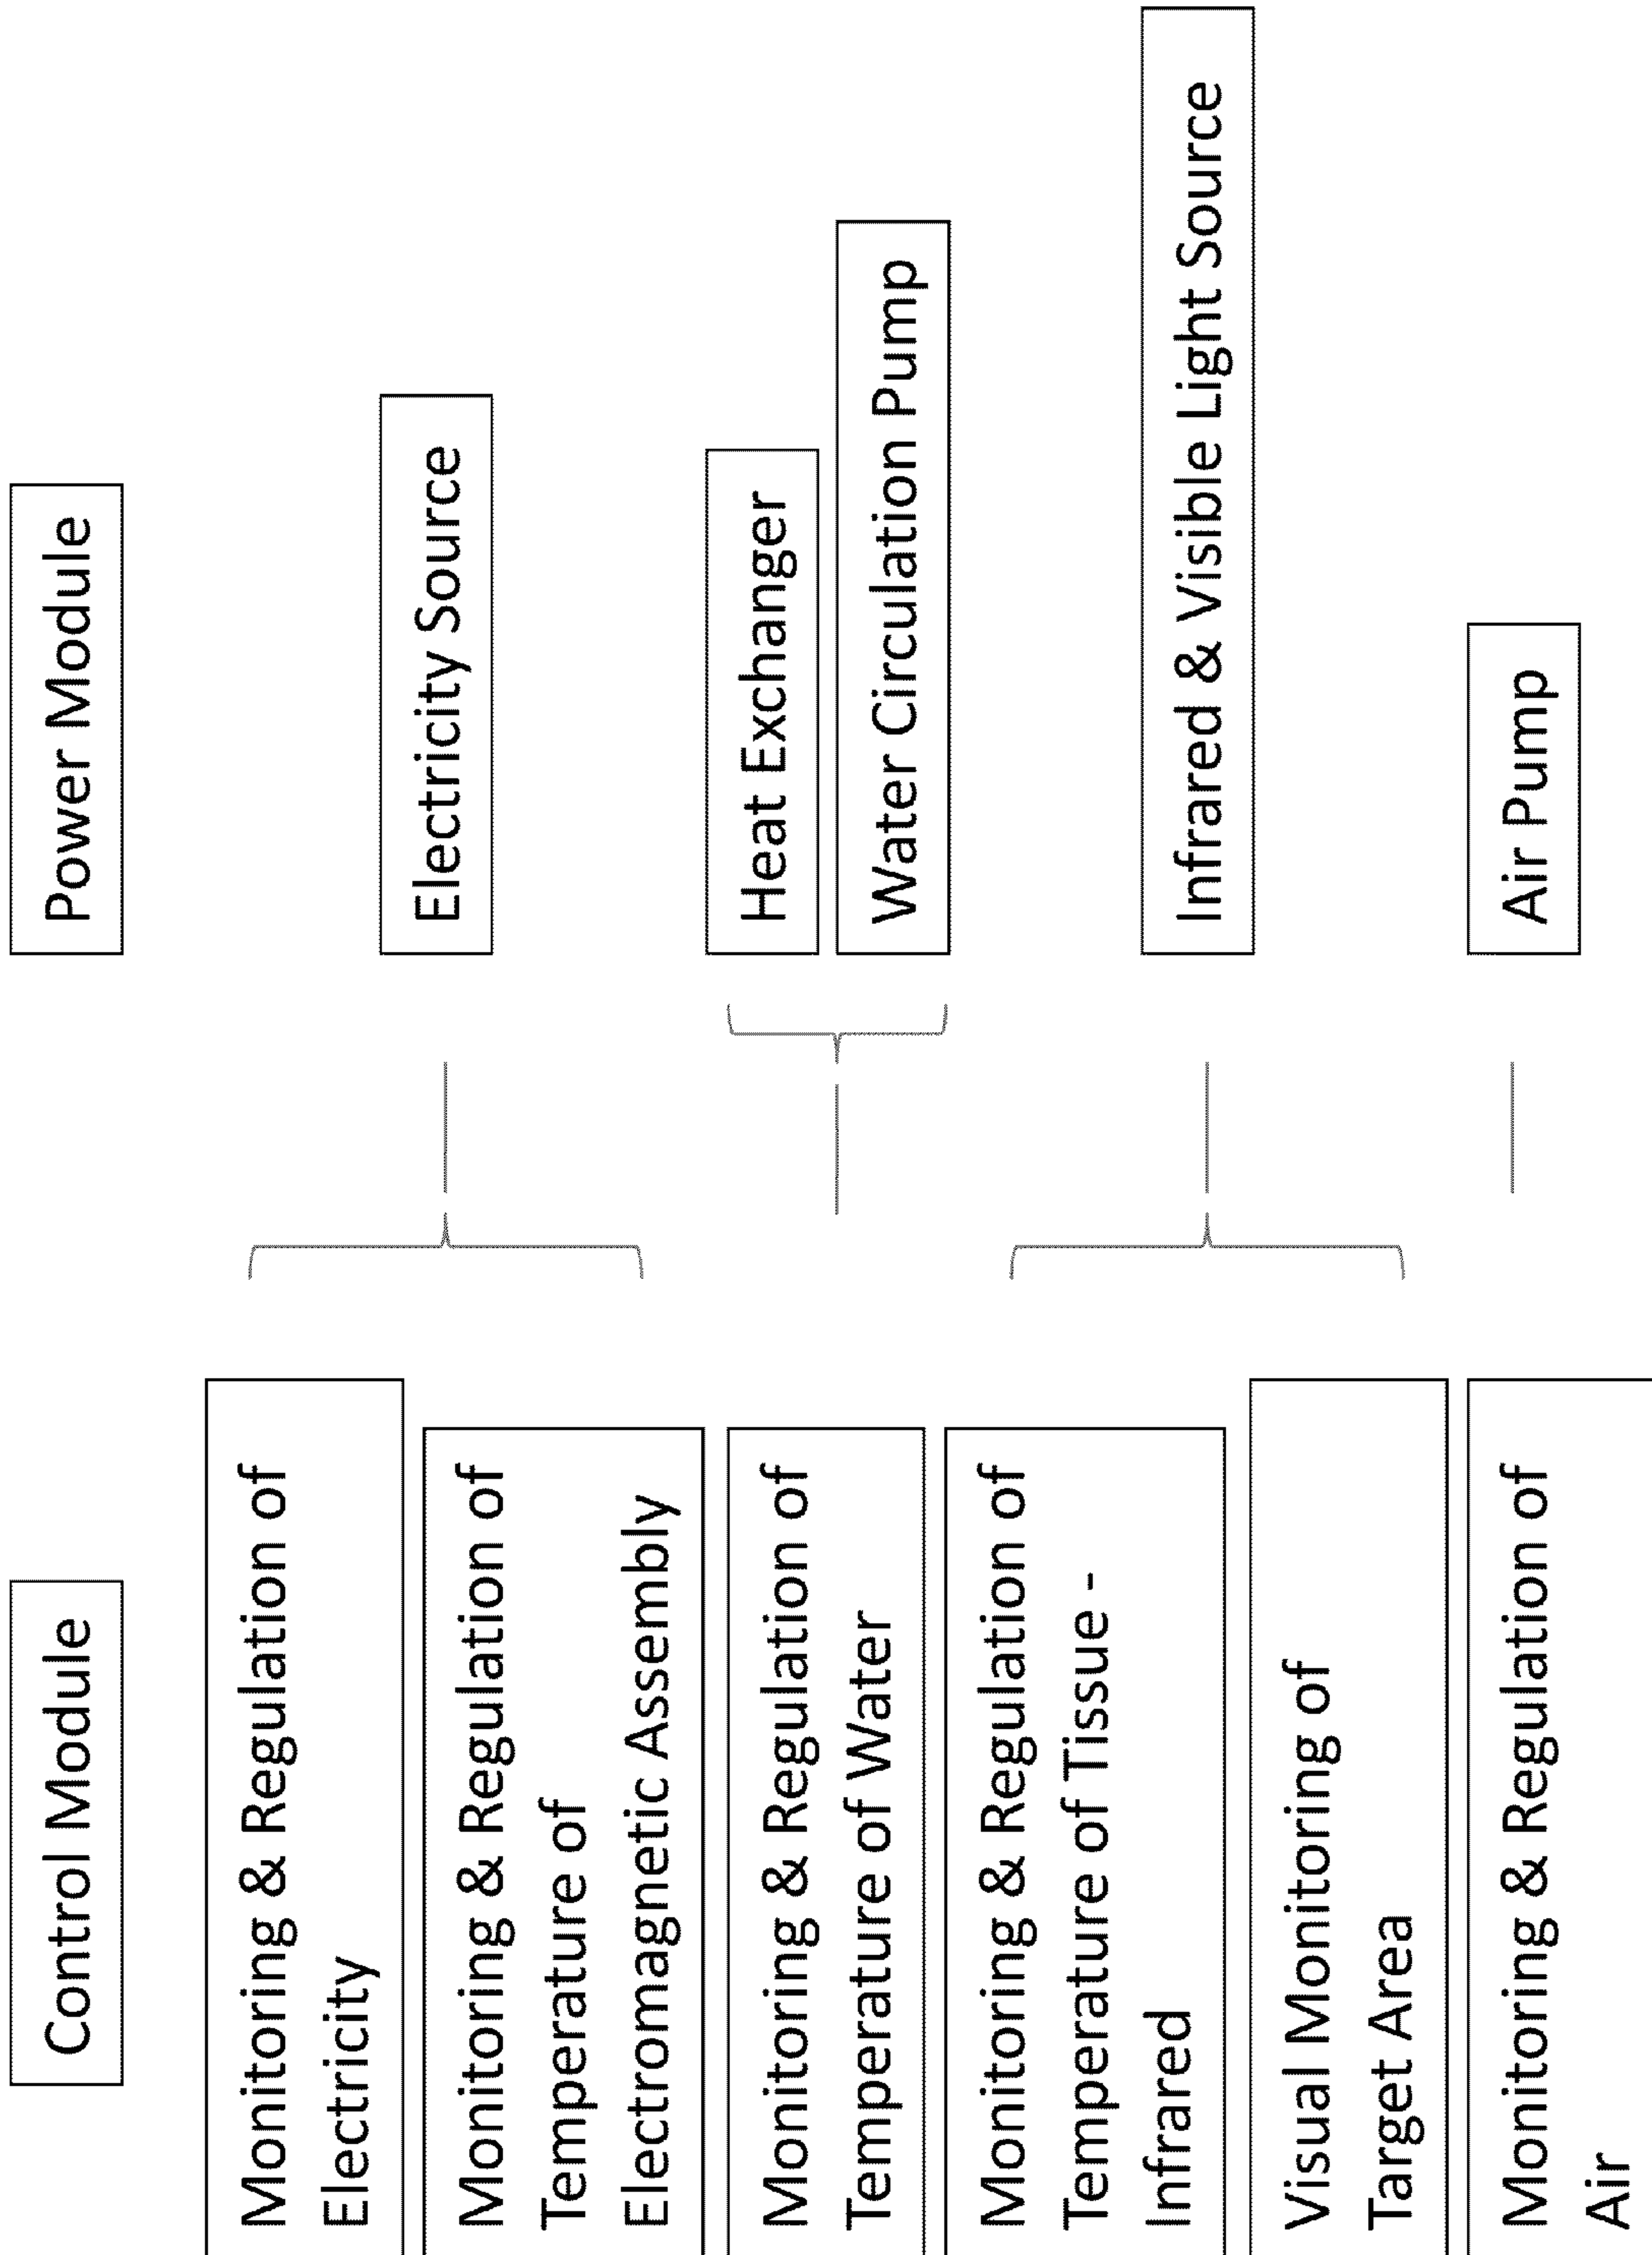 Control Module
Power Module
Monitoring & Regulation of
Electricity
Monitoring & Regulation of
Temperature of
Electromagnetic Assembly
Electricity Source
Monitoring & Regulation of
Temperature of Water
Heat Exchanger
Water Circulation Pump
Monitoring & Regulation of
Temperature of Tissue -
Infrared
Visual Monitoring of
Target Area
Infrared & Visible Light Source
Monitoring & Regulation of
Air
Air Pump